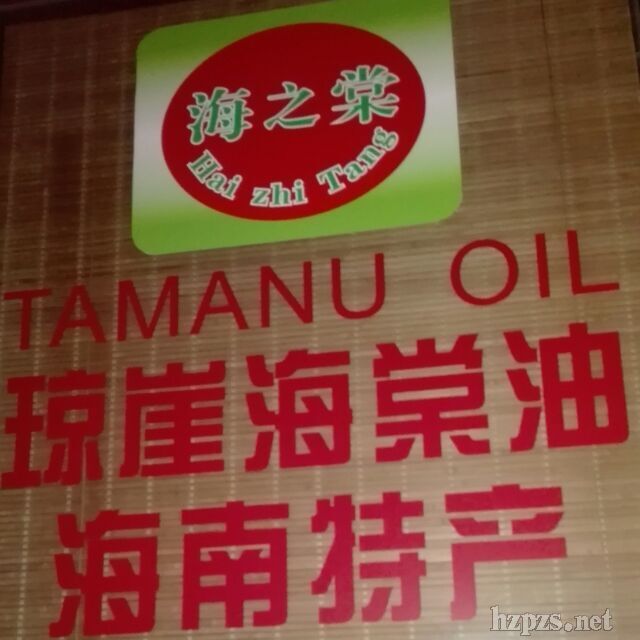 海之棠
Hai zhi Tang
TAMANU OIL
琼崖海棠油
海南特产
hzpzs.net